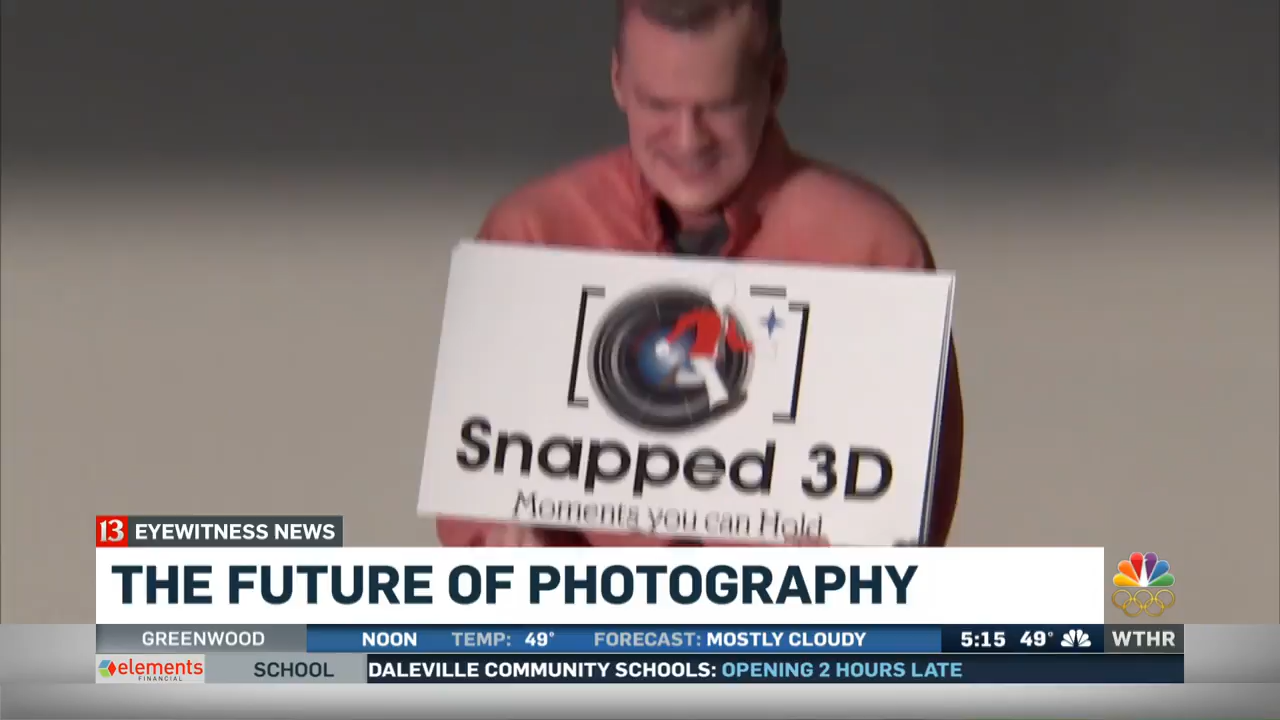 Snapped 3D
Moments you can Hold
13 EYEWITNESS NEWS
THE FUTURE OF PHOTOGRAPHY
GREENWOOD NOON TEMP: 49° FORECAST: MOSTLY CLOUDY 5:15 49° WTHR
elements FINANCIAL SCHOOL DALEVILLE COMMUNITY SCHOOLS: OPENING 2 HOURS LATE